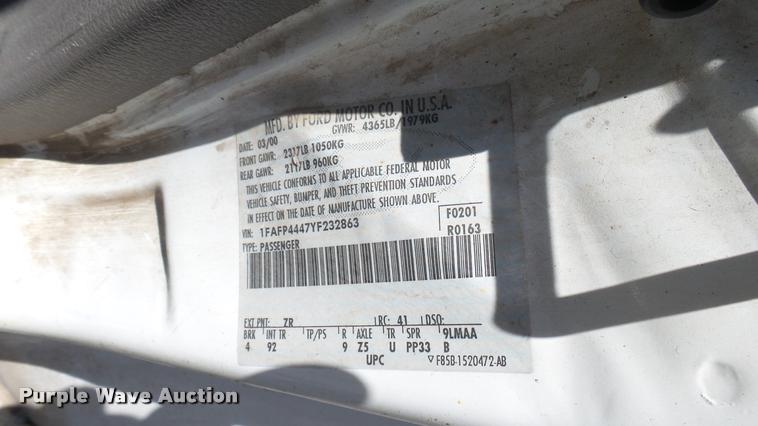 MFD. BY FORD MOTOR CO. IN U.S.A.
DATE: 03/00 GVWR: 4365LB/1979KG
FRONT GAWR: 2317LB 1050KG
REAR GAWR: 2117LB 960KG
THIS VEHICLE CONFORMS TO ALL APPLICABLE FEDERAL MOTOR
VEHICLE SAFETY, BUMPER, AND THEFT PREVENTION STANDARDS
IN EFFECT ON THE DATE OF MANUFACTURE SHOWN ABOVE.
VIN: 1FAFP4447YF232863 F0201
TYPE: PASSENGER R0163
EXT PNT: ZR RC: 41 DSO:
BRK INT TR TP/PS R AXLE TR SPR 9LMAA
4 92 9 Z5 U PP33 B
UPC F85B-1520472-AB
Purple Wave Auction